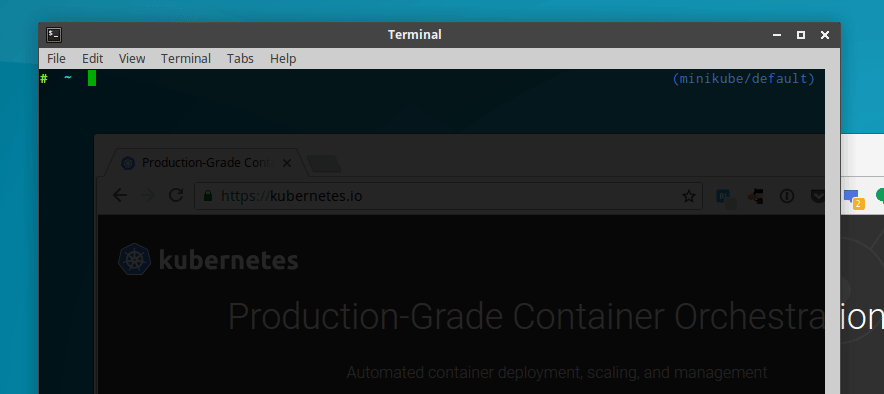 Terminal
File Edit View Terminal Tabs Help
# ~ (minikube/default)
Production-Grade Cont
https://kubernetes.io
2
kubernetes
Production-Grade Container Orchestration
Automated container deployment, scaling, and management